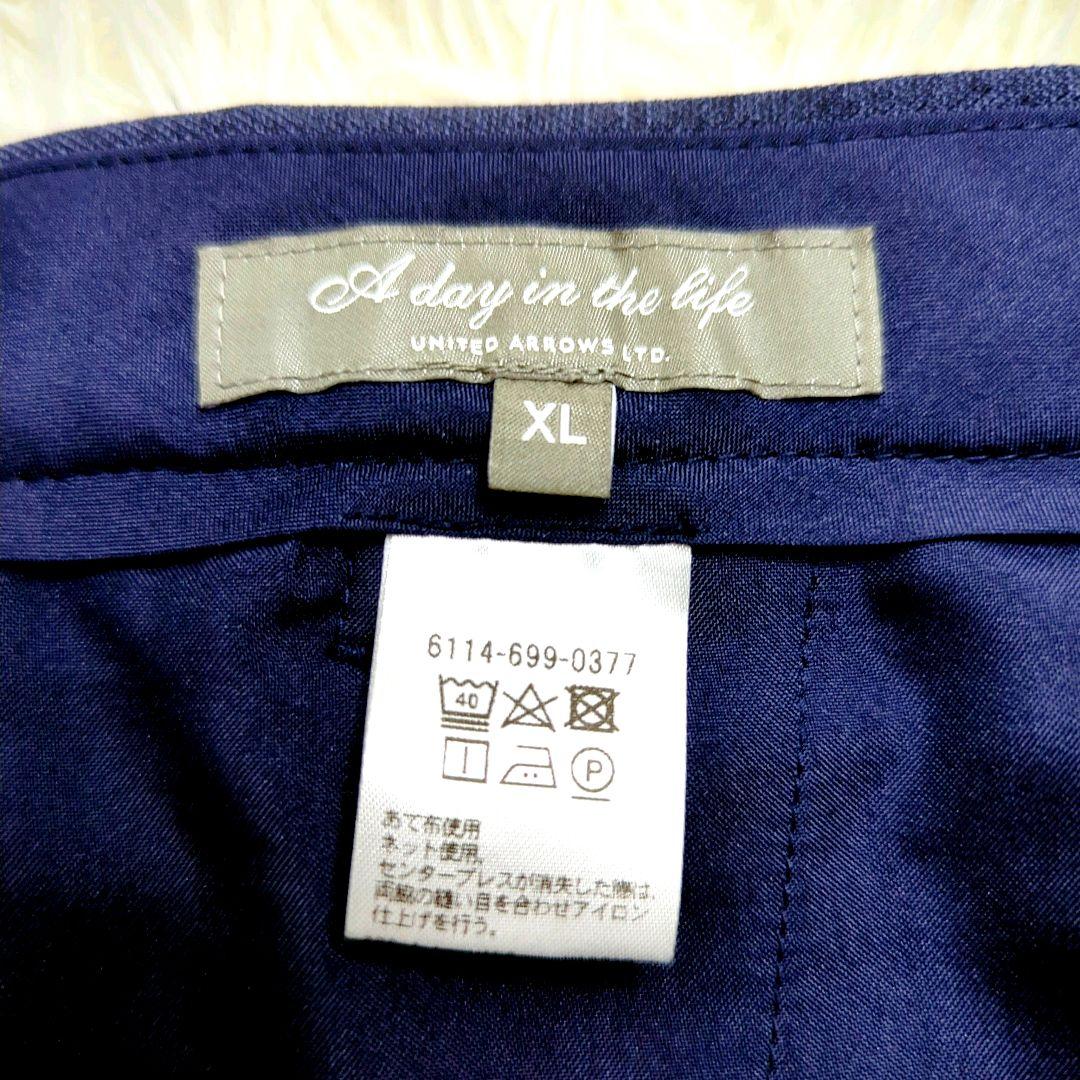 A day in the life
UNITED ARROWS LTD.
XL
6114-699-0377
40
P
あて布使用
ネット使用
センタープレスが消失した際は、
両脇の縫い目を合わせアイロン
仕上げを行う。